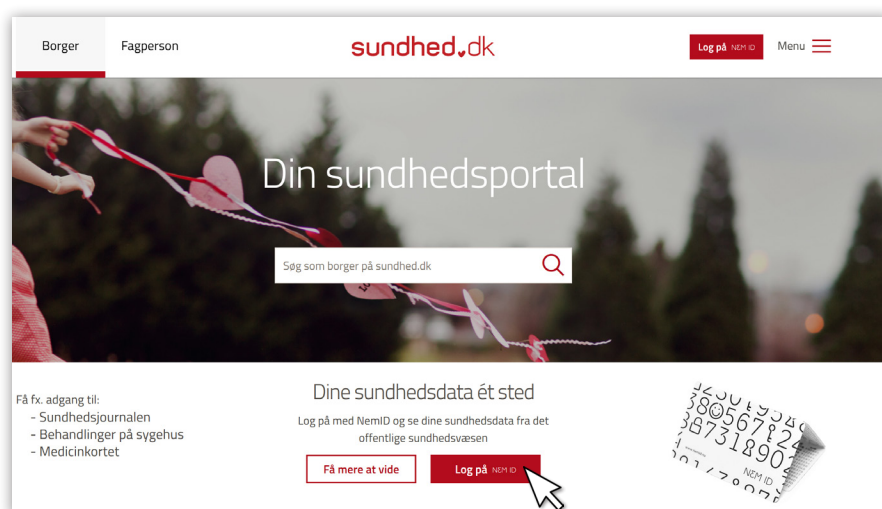 Borger
Fagperson
sundhed.dk
Log på NEM ID
Menu
Din sundhedsportal
Søg som borger på sundhed.dk
Få fx. adgang til:
- Sundhedsjournalen
- Behandlinger på sygehus
- Medicinkortet
Dine sundhedsdata ét sted
Log på med NemID og se dine sundhedsdata fra det
offentlige sundhedsvæsen
Få mere at vide
Log på NEM ID
NEM ID